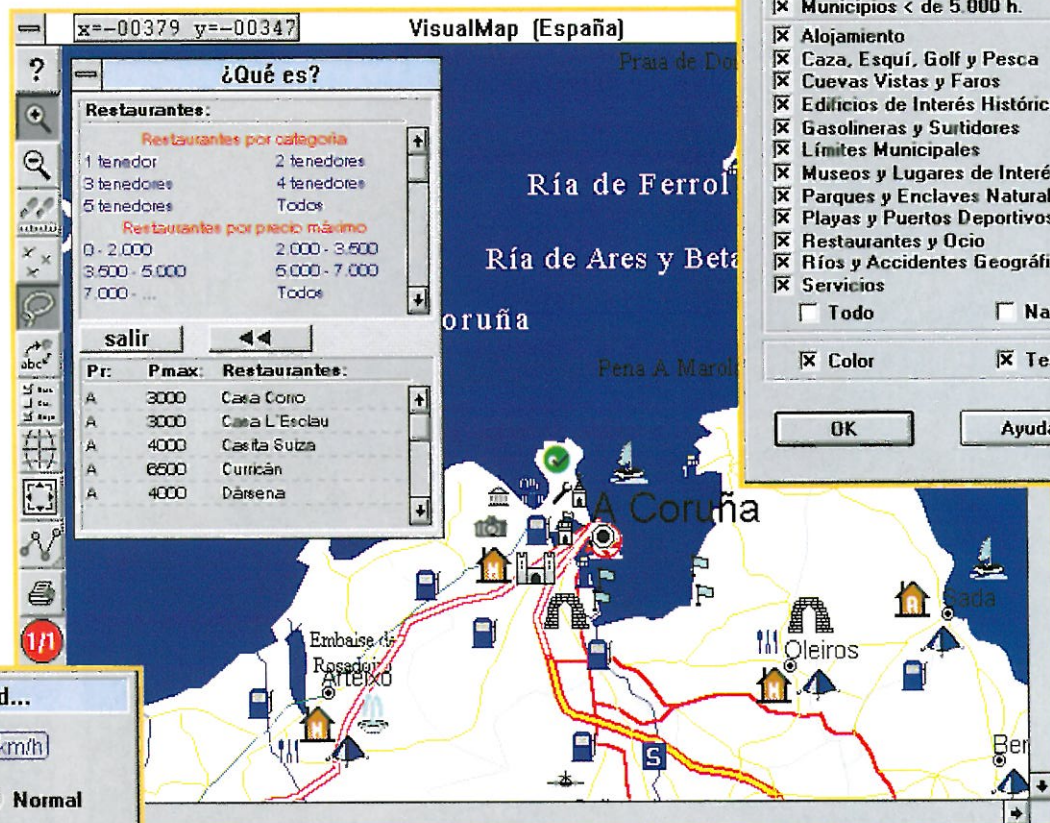 x=-00379 y=-00347
VisualMap (España)
?
¿Qué es?
Restaurantes:
Restaurantes por categoria
1 tenedor 2 tenedores
3 tenedores 4 tenedores
5 tenedores Todos
Restaurantes por precio máximo
0 - 2.000 2.000 - 3.500
3.500 - 5.000 5.000 - 7.000
7.000 - ... Todos
salir
Pr: Pmax: Restaurantes:
A 3000 Casa Corro
A 3000 Casa L'Esclau
A 4000 Casita Suiza
A 6500 Curricán
A 4000 Dársena
abc
1/1
Praia de Do
Ría de Ferrol
Ría de Ares y Beta
oruña
Pena A Marol
A Coruña
Embalse de
Rosadoiro
Arteixo
Oleiros
Sada
Ber
S
H
H
H
R
Municipios < de 5.000 h.
Alojamiento
Caza, Esquí, Golf y Pesca
Cuevas Vistas y Faros
Edificios de Interés Históric
Gasolineras y Surtidores
Límites Municipales
Museos y Lugares de Interé
Parques y Enclaves Natural
Playas y Puertos Deportivos
Restaurantes y Ocio
Ríos y Accidentes Geográfi
Servicios
Todo Na
Color Te
OK Ayuda
d...
km/h
Normal